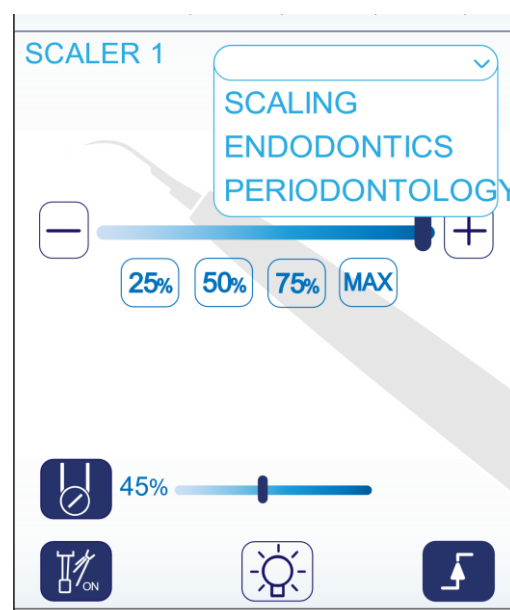 SCALER 1
SCALING
ENDODONTICS
PERIODONTOLOGY
25% 50% 75% MAX
45%
ON